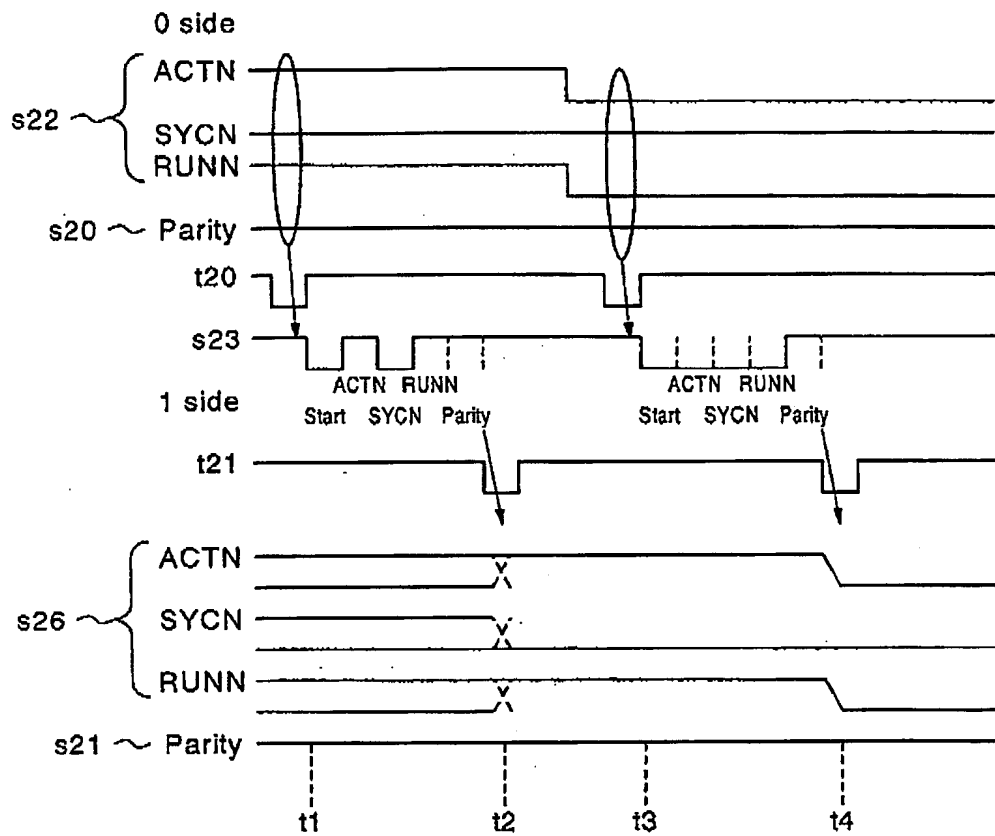 0 side
ACTN
s22
SYCN
RUNN
s20 ~ Parity
t20
s23
ACTN RUNN ACTN RUNN
1 side
Start SYCN Parity Start SYCN Parity
t21
ACTN
s26
SYCN
RUNN
s21 ~ Parity
t1 t2 t3 t4